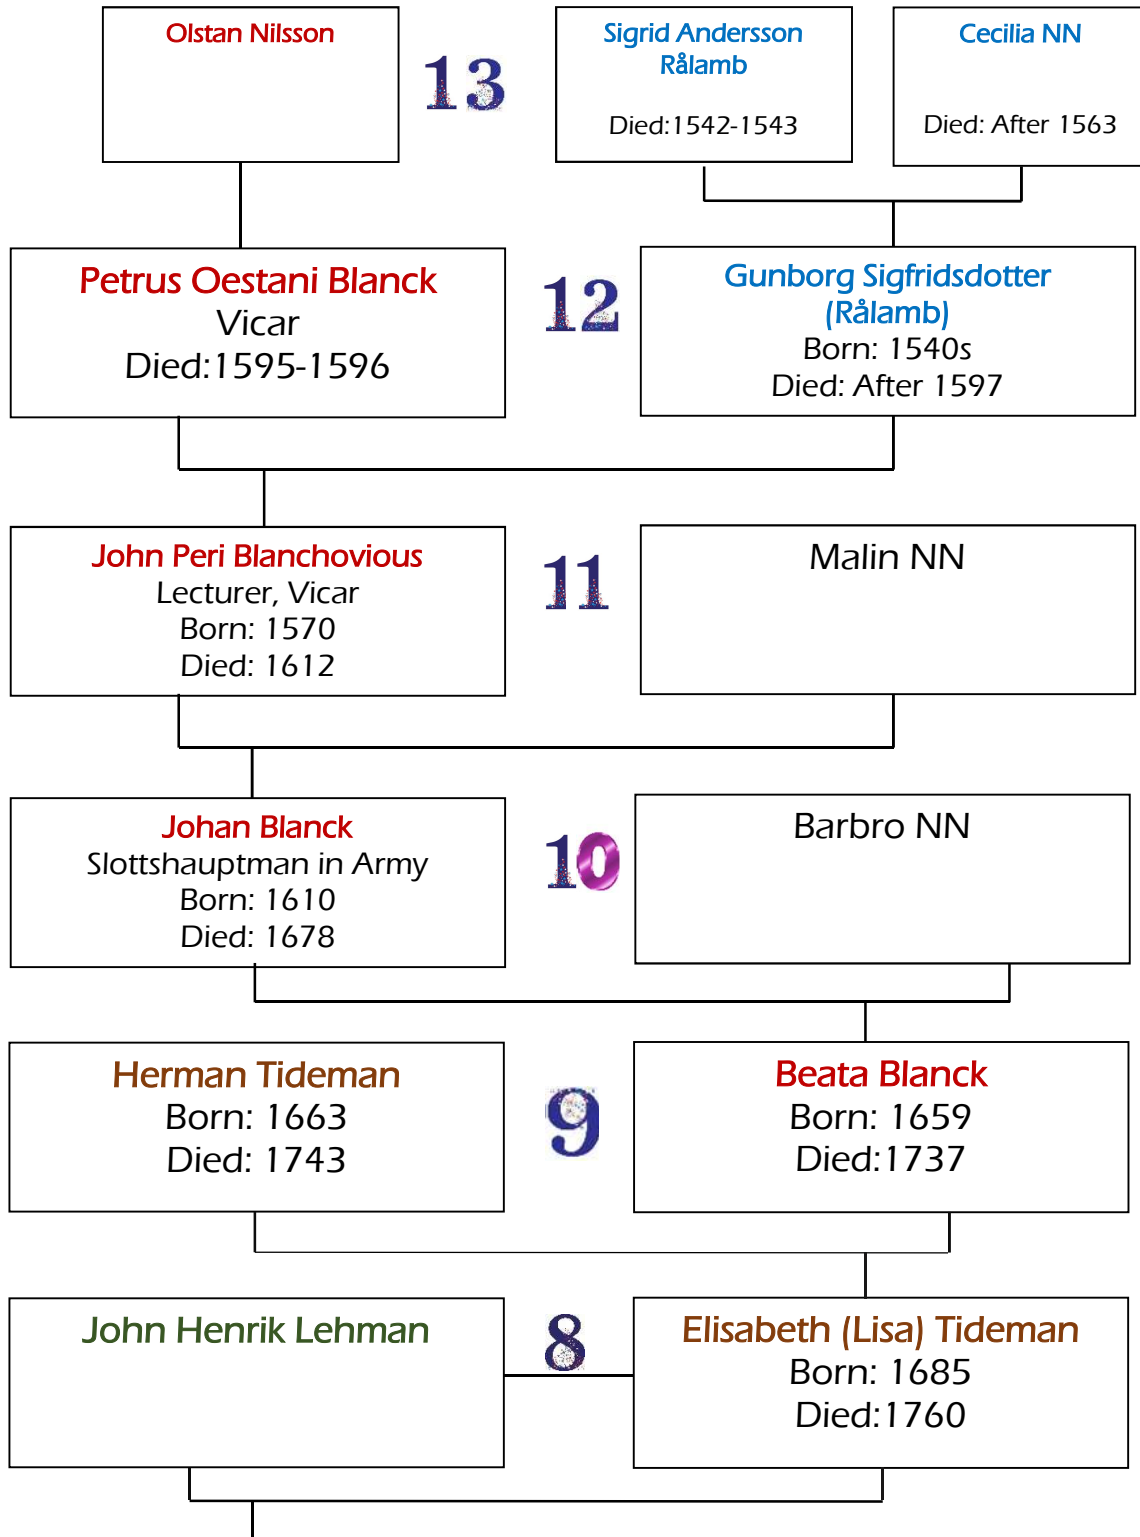 Olstan Nilsson
13
Sigrid Andersson
Rålamb
Died:1542-1543
Cecilia NN
Died: After 1563
Petrus Oestani Blanck
Vicar
Died:1595-1596
12
Gunborg Sigfridsdotter
(Rålamb)
Born: 1540s
Died: After 1597
John Peri Blanchovious
Lecturer, Vicar
Born: 1570
Died: 1612
11
Malin NN
Johan Blanck
Slottshauptman in Army
Born: 1610
Died: 1678
10
Barbro NN
Herman Tideman
Born: 1663
Died: 1743
9
Beata Blanck
Born: 1659
Died:1737
John Henrik Lehman
8
Elisabeth (Lisa) Tideman
Born: 1685
Died:1760